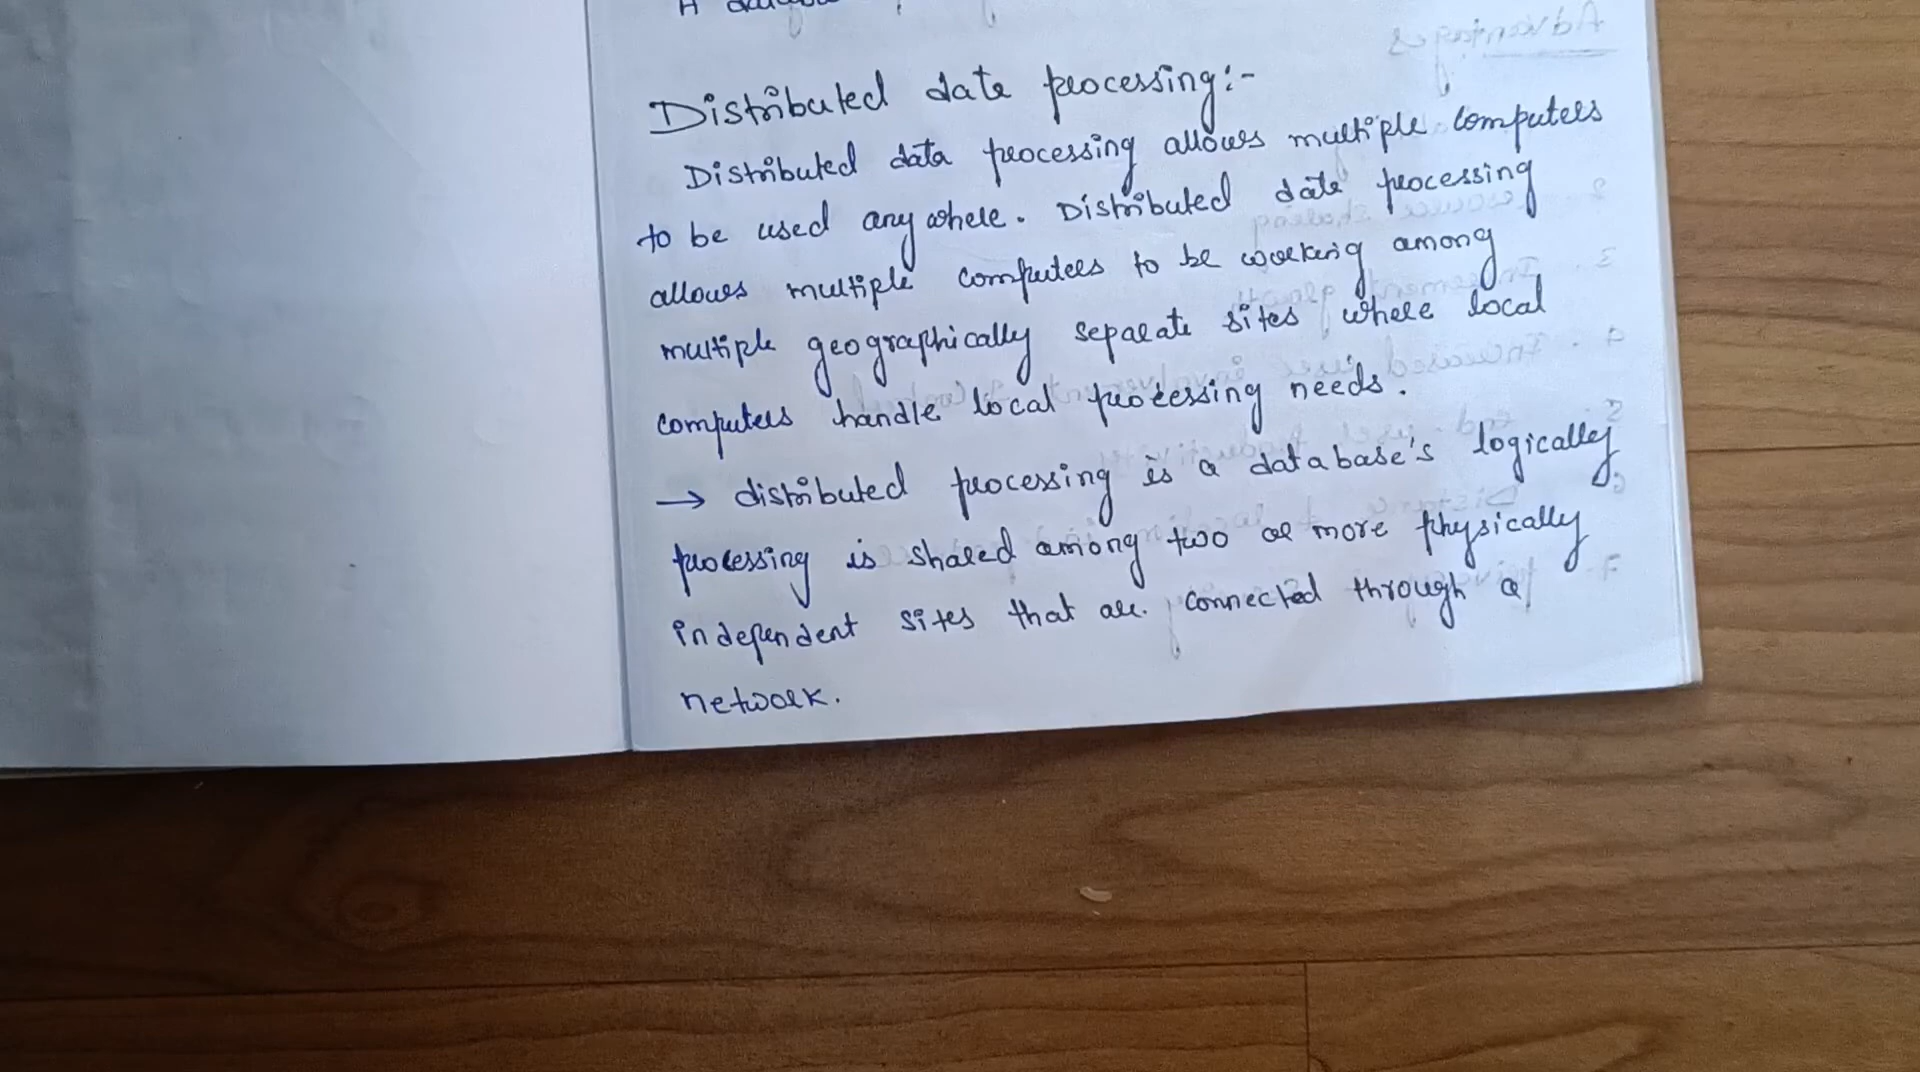 Distributed date processing:-
Distributed data processing allows multiple computers
to be used any where. Distributed date processing
allows multiple computers to be working among
multiple geographically separate sites where local
computers handle local processing needs.
→ distributed processing is a database's logically
processing is shared among two or more physically
independent sites that are connected through a
network.